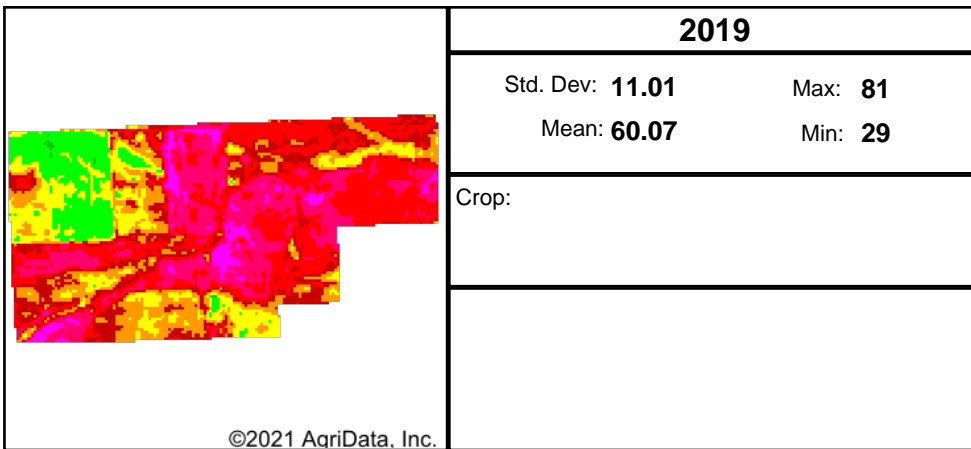 2019
Std. Dev: 11.01 Max: 81
Mean: 60.07 Min: 29
Crop:
©2021 AgriData, Inc.